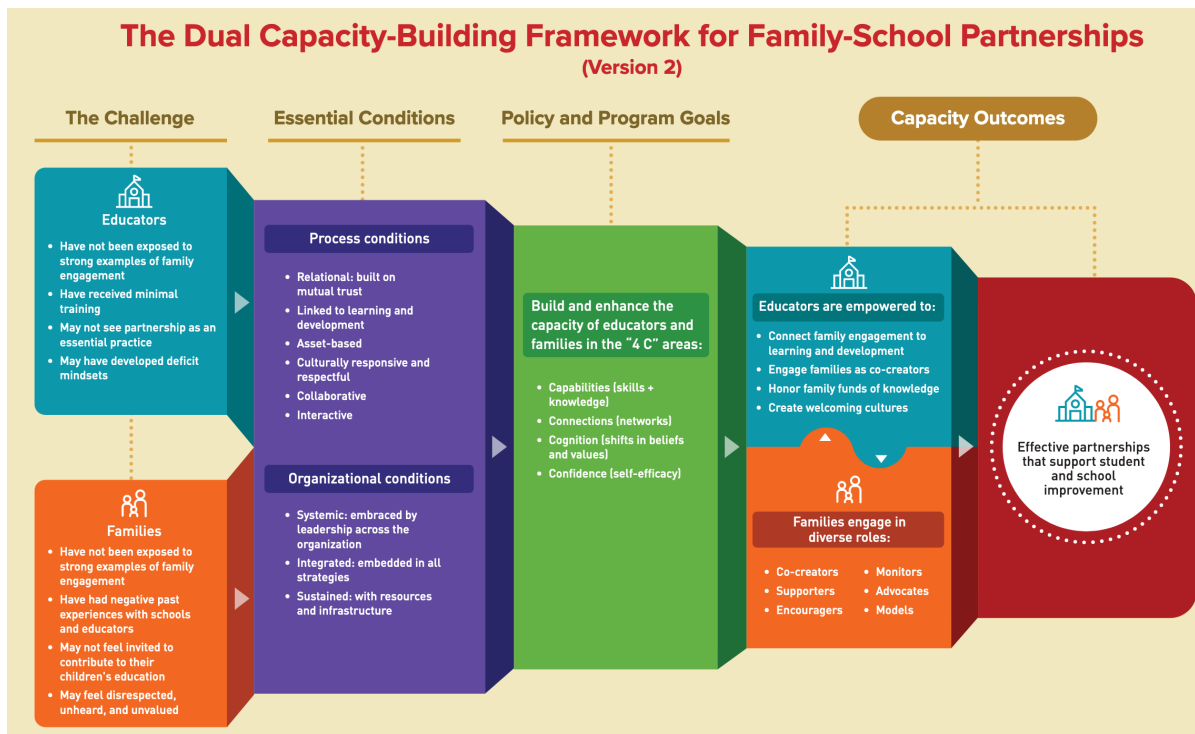 The Dual Capacity-Building Framework for Family-School Partnerships
(Version 2)
The Challenge
Essential Conditions
Policy and Program Goals
Capacity Outcomes
Educators
• Have not been exposed to
strong examples of family
engagement
• Have received minimal
training
• May not see partnership as an
essential practice
• May have developed deficit
mindsets
Families
• Have not been exposed to
strong examples of family
engagement
• Have had negative past
experiences with schools
and educators
• May not feel invited to
contribute to their
children's education
• May feel disrespected,
unheard, and unvalued
Process conditions
• Relational: built on
mutual trust
• Linked to learning and
development
• Asset-based
• Culturally responsive and
respectful
• Collaborative
• Interactive
Organizational conditions
• Systemic: embraced by
leadership across the
organization
• Integrated: embedded in all
strategies
• Sustained: with resources
and infrastructure
Build and enhance the
capacity of educators and
families in the "4 C" areas:
• Capabilities (skills +
knowledge)
• Connections (networks)
• Cognition (shifts in beliefs
and values)
• Confidence (self-efficacy)
Educators are empowered to:
• Connect family engagement to
learning and development
• Engage families as co-creators
• Honor family funds of knowledge
• Create welcoming cultures
Families engage in
diverse roles:
• Co-creators
• Supporters
• Encouragers
• Monitors
• Advocates
• Models
Effective partnerships
that support student
and school
improvement